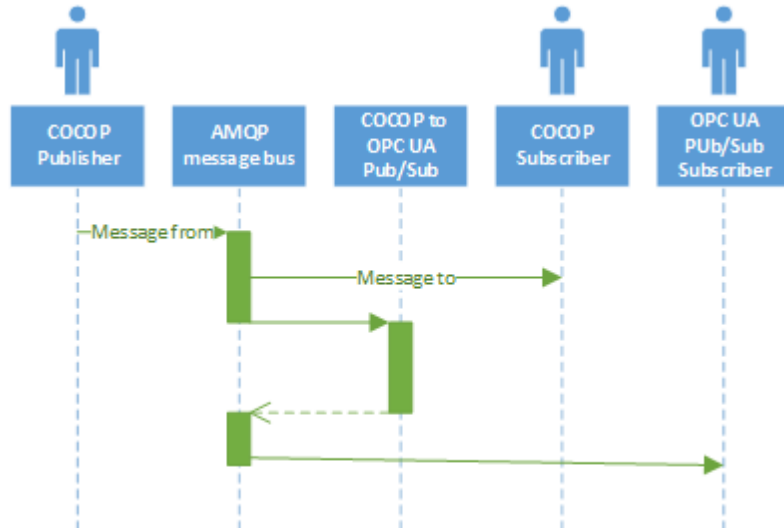 COCOP
Publisher
AMQP
message bus
COCOP to
OPC UA
Pub/Sub
COCOP
Subscriber
OPC UA
PUb/Sub
Subscriber
Message from
Message to